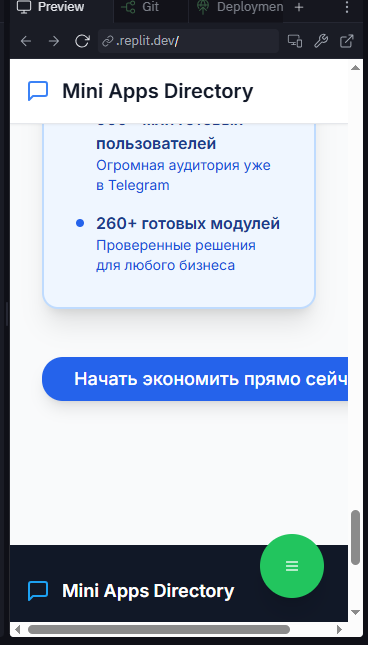 Preview
Git
Deploymen
.replit.dev/
Mini Apps Directory
пользователей
Огромная аудитория уже
в Telegram
260+ готовых модулей
Проверенные решения
для любого бизнеса
Начать экономить прямо сейч
Mini Apps Directory